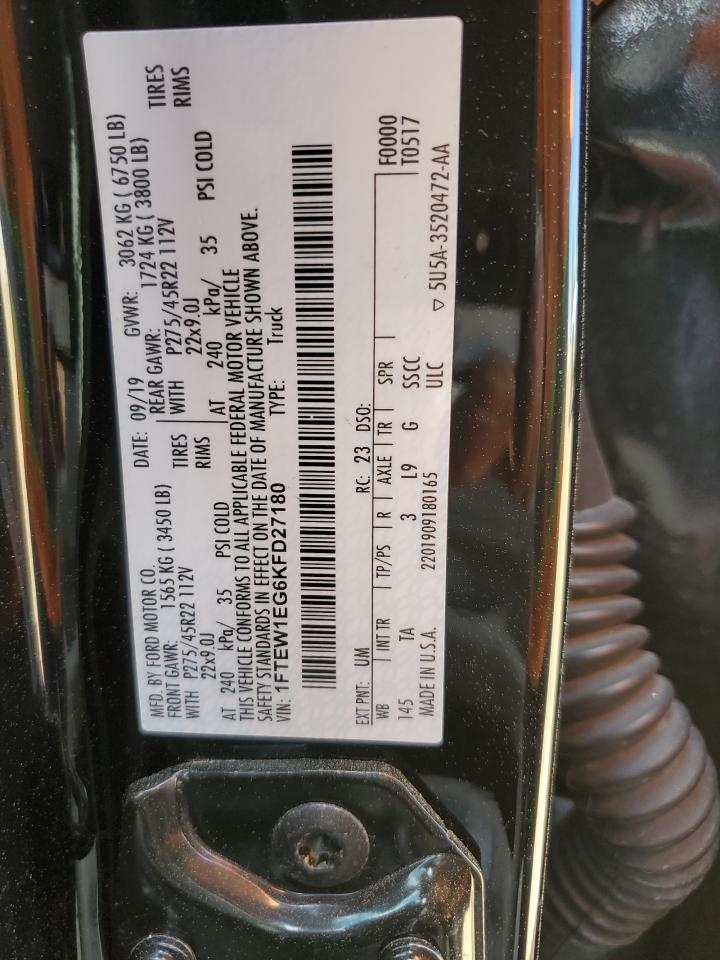 MFD. BY FORD MOTOR CO. DATE: 09/19 GVWR: 3062 KG ( 6750 LB)
FRONT GAWR: 1565 KG ( 3450 LB) REAR GAWR: 1724 KG ( 3800 LB)
WITH P275/45R22 112V TIRES WITH P275/45R22 112V TIRES
22x9.0J RIMS 22x9.0J RIMS
AT 240 kPa/ 35 PSI COLD AT 240 kPa/ 35 PSI COLD
THIS VEHICLE CONFORMS TO ALL APPLICABLE FEDERAL MOTOR VEHICLE
SAFETY STANDARDS IN EFFECT ON THE DATE OF MANUFACTURE SHOWN ABOVE.
VIN: 1FTEW1EG6KFD27180 TYPE: Truck
EXT PNT: UM RC: 23 DSO: F0000
WB INT TR TP/PS R AXLE TR SPR T0517
145 TA 3 L9 G SSCC
MADE IN U.S.A. 2201909180165 ULC ▽ 5U5A-3520472-AA